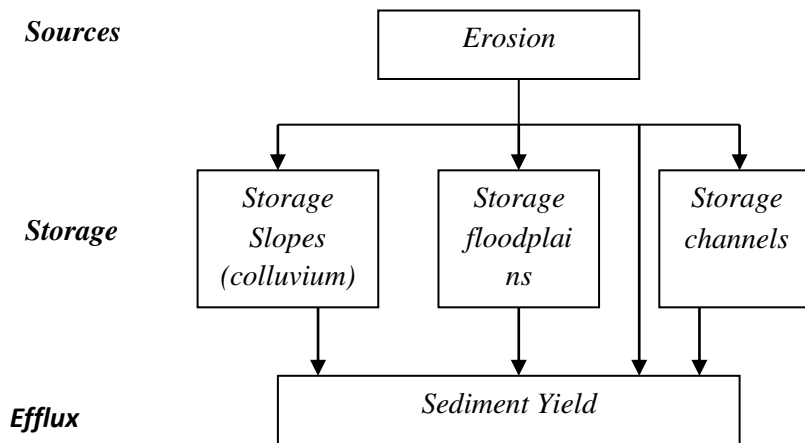 Sources
Erosion
Storage
Storage
Slopes
(colluvium)
Storage
floodplai
ns
Storage
channels
Sediment Yield
Efflux